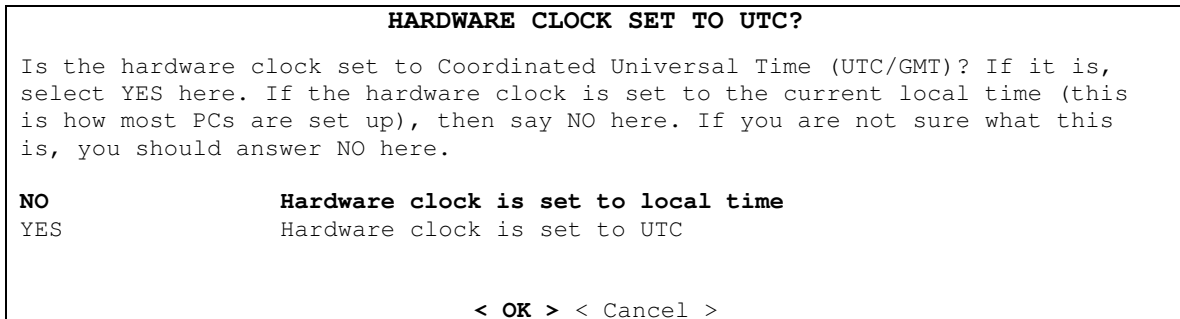 HARDWARE CLOCK SET TO UTC?
Is the hardware clock set to Coordinated Universal Time (UTC/GMT)? If it is,
select YES here. If the hardware clock is set to the current local time (this
is how most PCs are set up), then say NO here. If you are not sure what this
is, you should answer NO here.
NO Hardware clock is set to local time
YES Hardware clock is set to UTC
< OK > < Cancel >